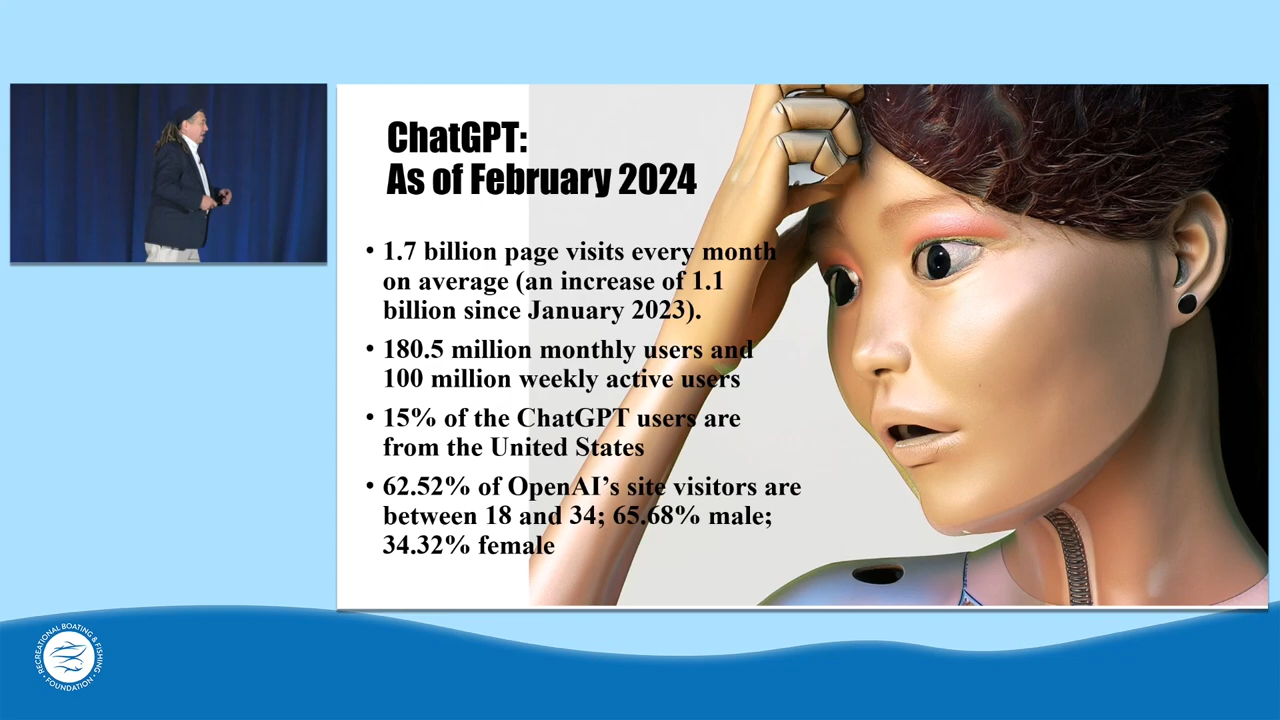 ChatGPT:
As of February 2024
• 1.7 billion page visits every month
on average (an increase of 1.1
billion since January 2023).
• 180.5 million monthly users and
100 million weekly active users
• 15% of the ChatGPT users are
from the United States
• 62.52% of OpenAI’s site visitors are
between 18 and 34; 65.68% male;
34.32% female
RECREATIONAL BOATING & FISHING
FOUNDATION